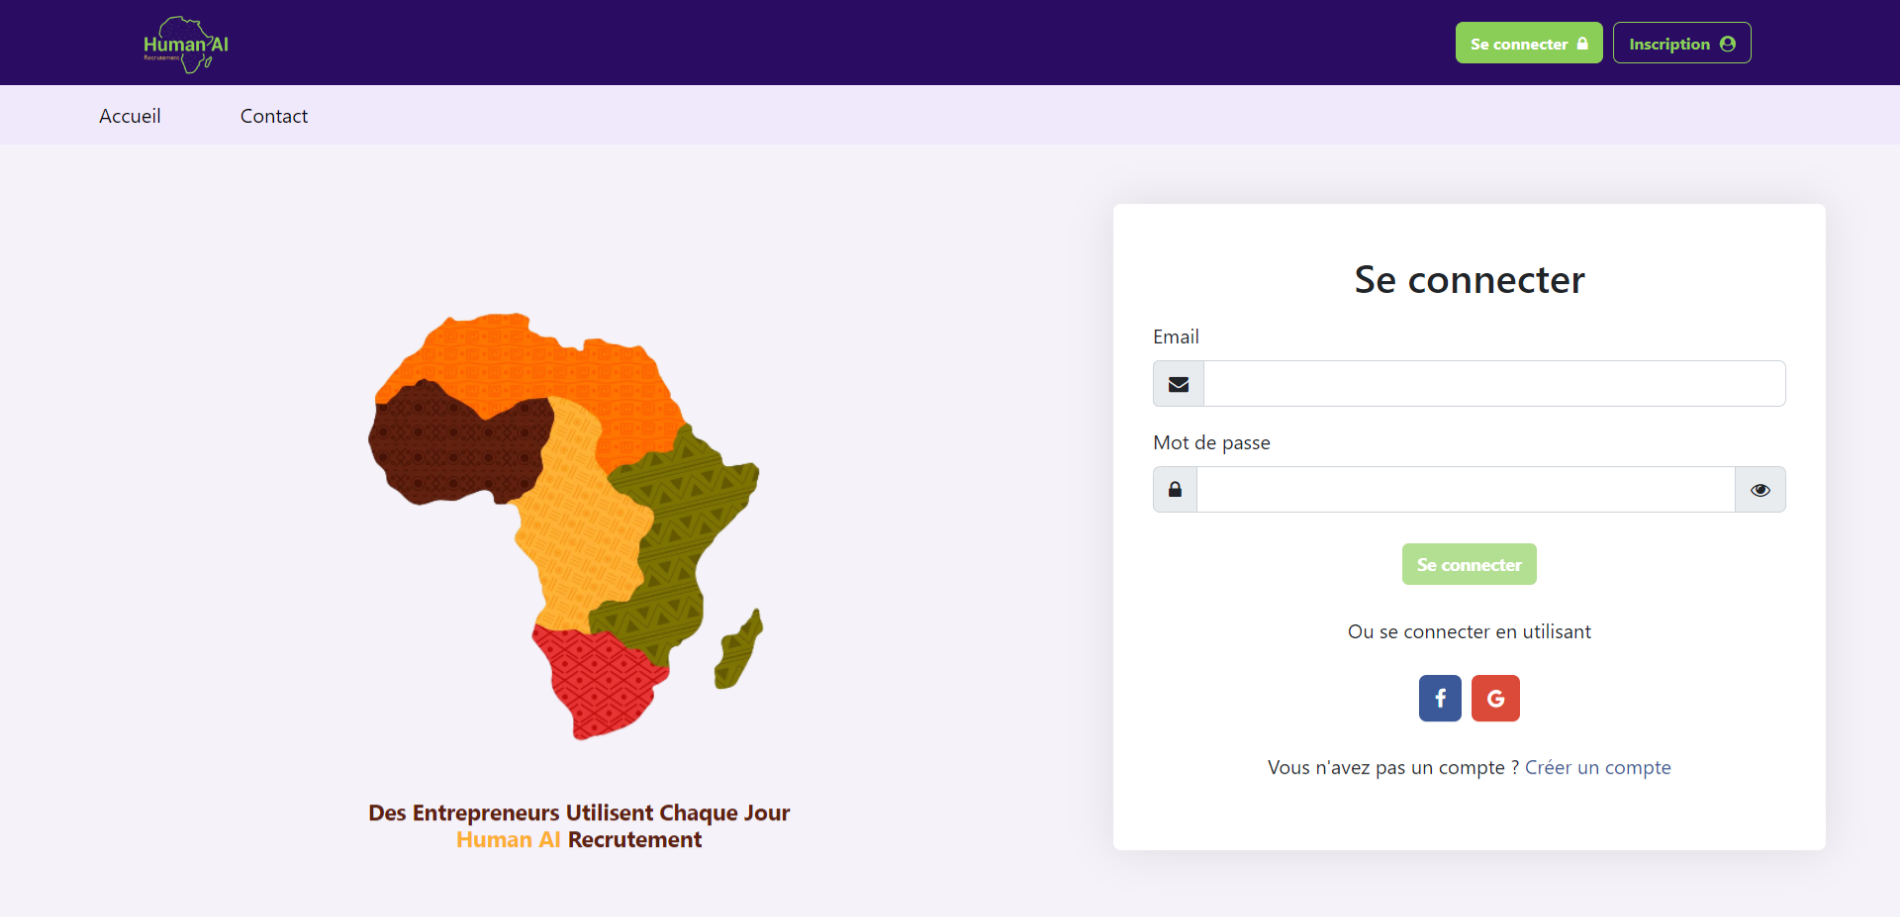 Human AI
Recrutement
Se connecter
Inscription
Accueil
Contact
Des Entrepreneurs Utilisent Chaque Jour
Human AI Recrutement
Se connecter
Email
Mot de passe
Se connecter
Ou se connecter en utilisant
f
G
Vous n'avez pas un compte ? Créer un compte